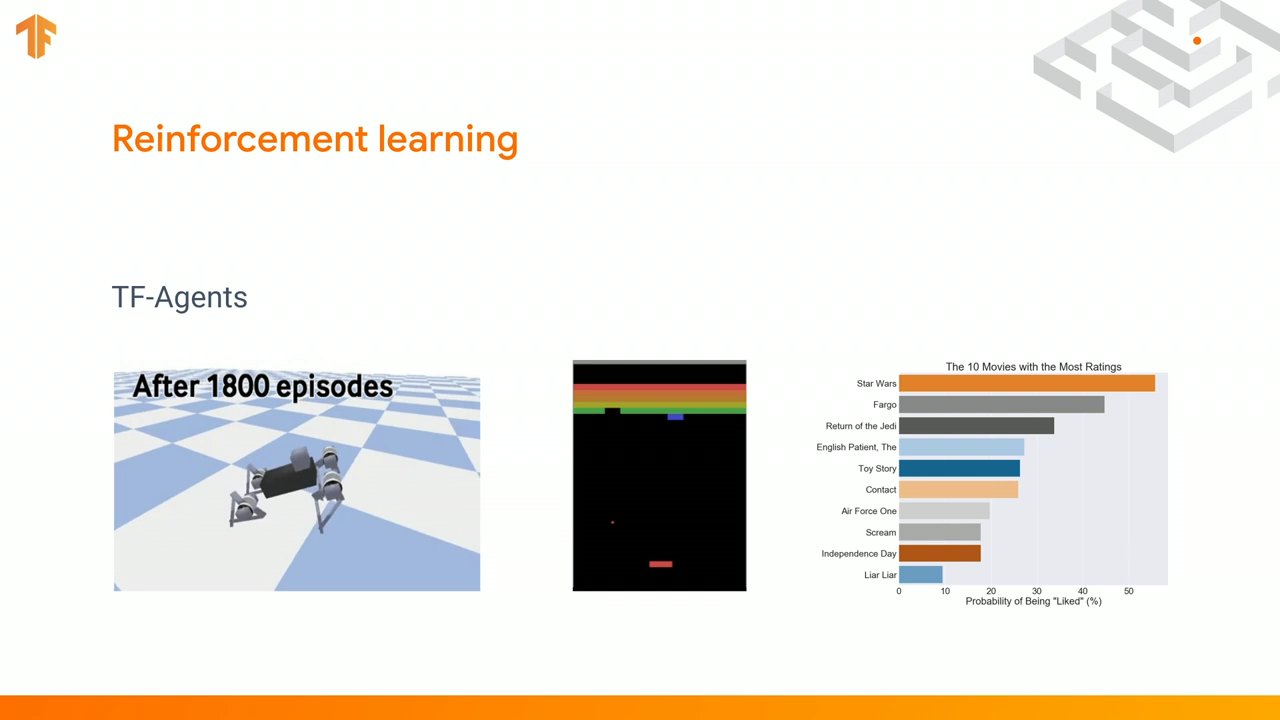 TF
Reinforcement learning
TF-Agents
After 1800 episodes
The 10 Movies with the Most Ratings
Star Wars
Fargo
Return of the Jedi
English Patient, The
Toy Story
Contact
Air Force One
Scream
Independence Day
Liar Liar
0 10 20 30 40 50
Probability of Being "Liked" (%)